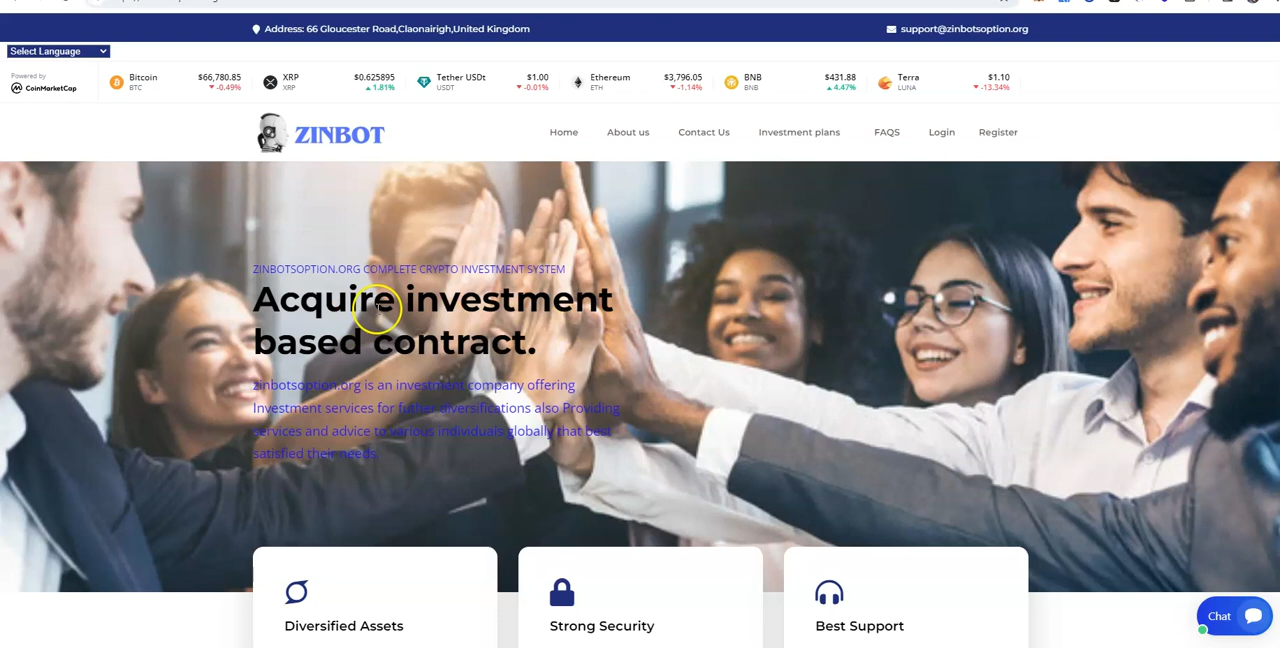 Address: 66 Gloucester Road,Claonairigh,United Kingdom
support@zinbotsoption.org
Select Language
Powered by
CoinMarketCap
Bitcoin $66,780.85
BTC ▼ -0.49%
XRP $0.625895
XRP ▲ 1.81%
Tether USDt $1.00
USDT ▼ -0.01%
Ethereum $3,796.05
ETH ▼ -1.14%
BNB $431.88
BNB ▲ 4.47%
Terra $1.10
LUNA ▼ -13.34%
ZINBOT
Home About us Contact Us Investment plans FAQS Login Register
ZINBOTSOPTION.ORG COMPLETE CRYPTO INVESTMENT SYSTEM
Acquire investment
based contract.
zinbotsoption.org is an investment company offering
Investment services for futher diversifications also Providing
services and advice to various individuals globally that best
satisfied their needs.
Diversified Assets
Strong Security
Best Support
Chat